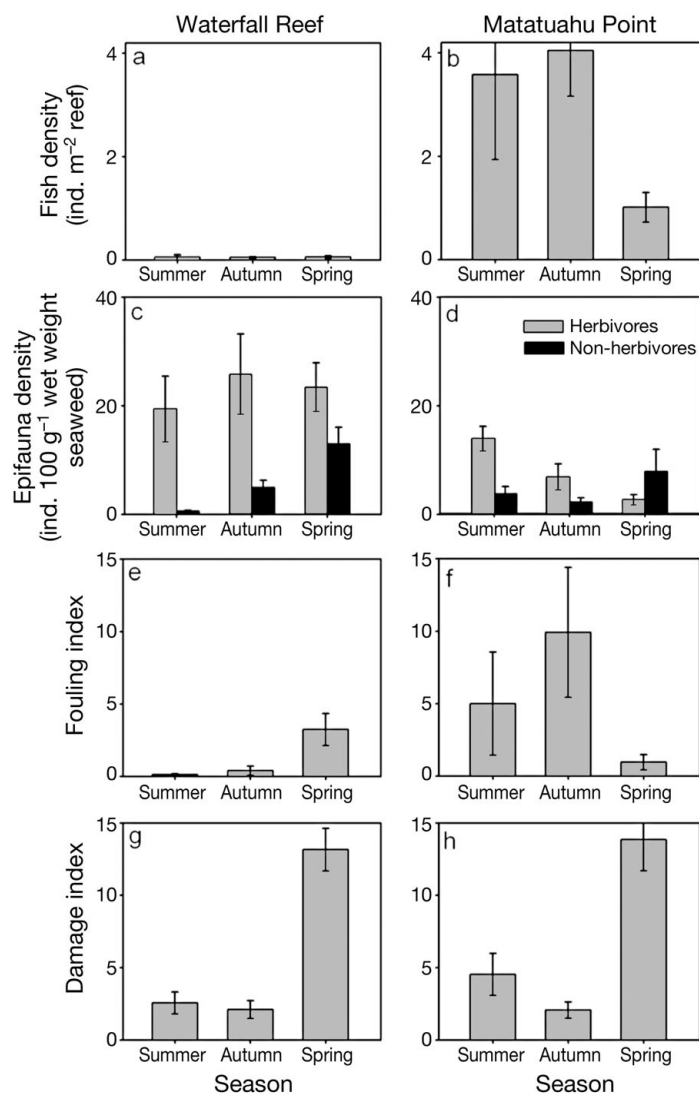 Waterfall Reef
Matatuahu Point
Fish density
(ind. m⁻² reef)
a
4
2
0
Summer Autumn Spring
b
4
2
0
Summer Autumn Spring
Epifauna density
(ind. 100 g⁻¹ wet weight
seaweed)
c
40
20
0
Summer Autumn Spring
d
40
20
0
Herbivores
Non-herbivores
Summer Autumn Spring
Fouling index
e
15
10
5
0
Summer Autumn Spring
f
15
10
5
0
Summer Autumn Spring
Damage index
g
15
10
5
0
Summer Autumn Spring
Season
h
15
10
5
0
Summer Autumn Spring
Season